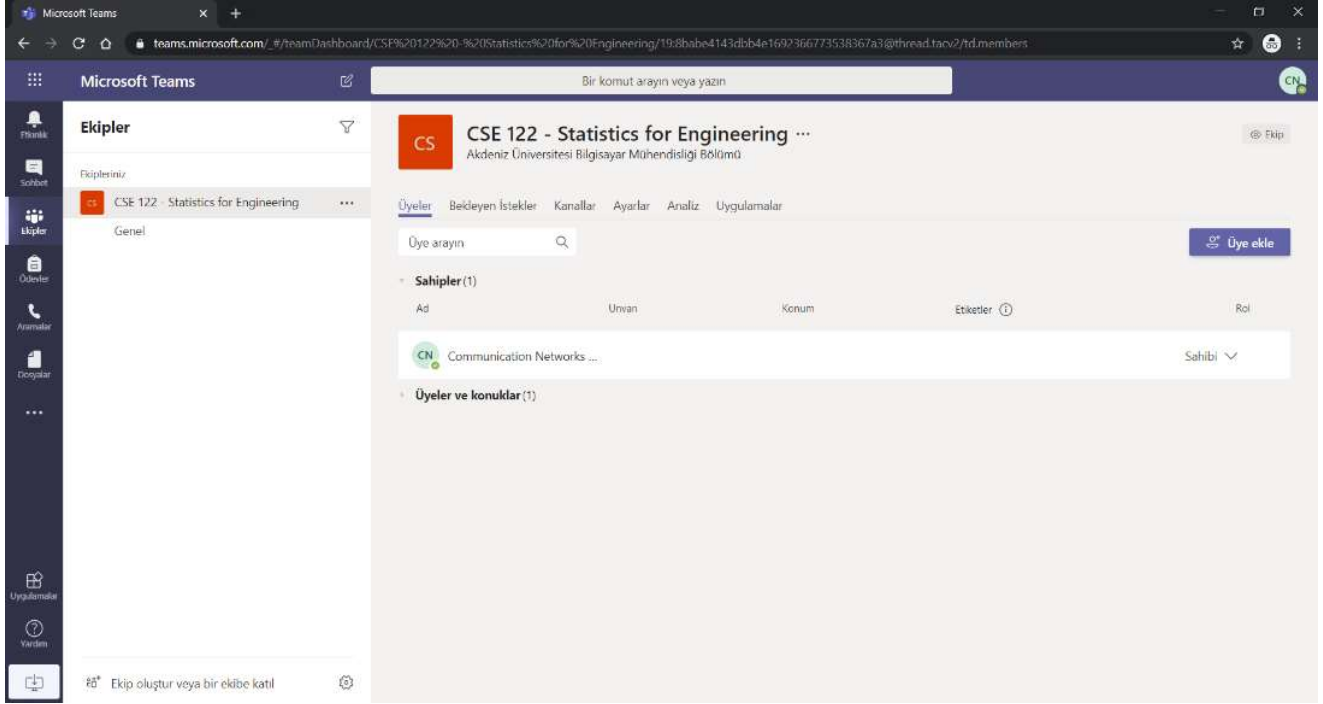 Microsoft Teams
teams.microsoft.com/_#/teamDashboard/CSE%20122%20-%20Statistics%20for%20Engineering/19:8babe4143dbb4e1692366773538367a3@thread.tacv2/td.members
Microsoft Teams
Bir komut arayın veya yazın
CN
Etkinlik
Sohbet
Ekipler
Ödevler
Aramalar
Dosyalar
Uygulamalar
Yardım
Ekipler
Ekipleriniz
CS
CSE 122 - Statistics for Engineering
Genel
Ekip oluştur veya bir ekibe katıl
CS
CSE 122 - Statistics for Engineering
Akdeniz Üniversitesi Bilgisayar Mühendisliği Bölümü
Ekip
Üyeler Bekleyen İstekler Kanallar Ayarlar Analiz Uygulamalar
Üye arayın
Üye ekle
Sahipler (1)
Ad Unvan Konum Etiketler Rol
CN Communication Networks ... Sahibi
Üyeler ve konuklar (1)